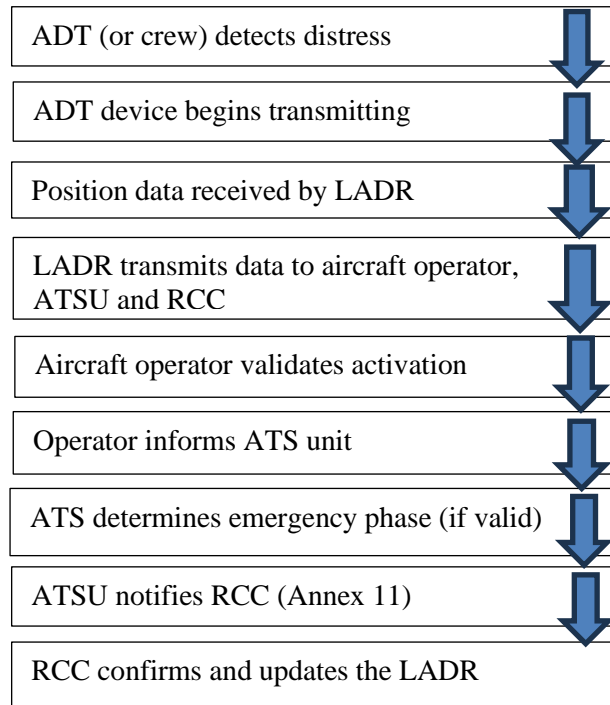 ADT (or crew) detects distress
ADT device begins transmitting
Position data received by LADR
LADR transmits data to aircraft operator,
ATSU and RCC
Aircraft operator validates activation
Operator informs ATS unit
ATS determines emergency phase (if valid)
ATSU notifies RCC (Annex 11)
RCC confirms and updates the LADR